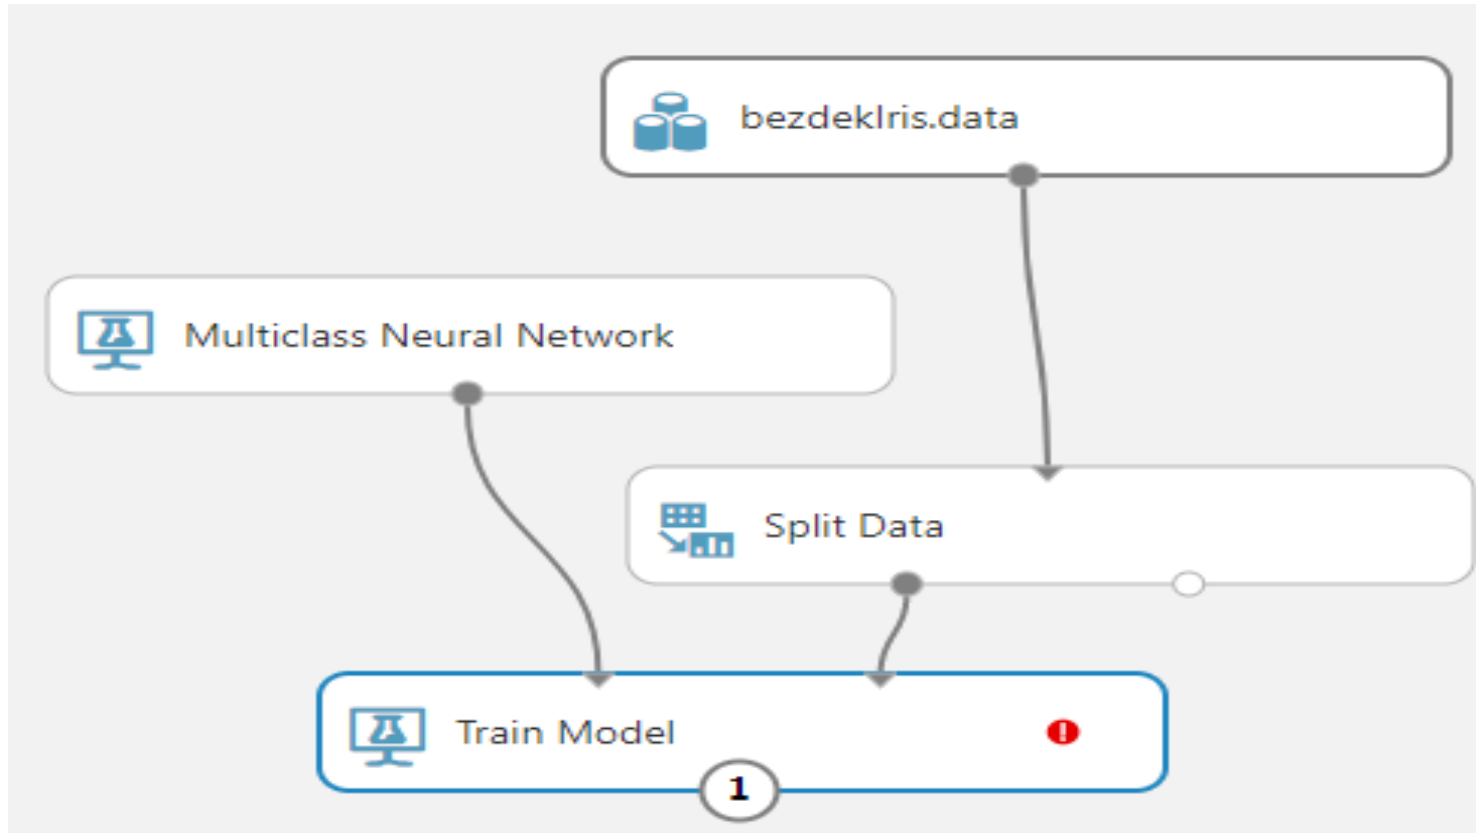 bezdekIris.data
Multiclass Neural Network
Split Data
Train Model
1